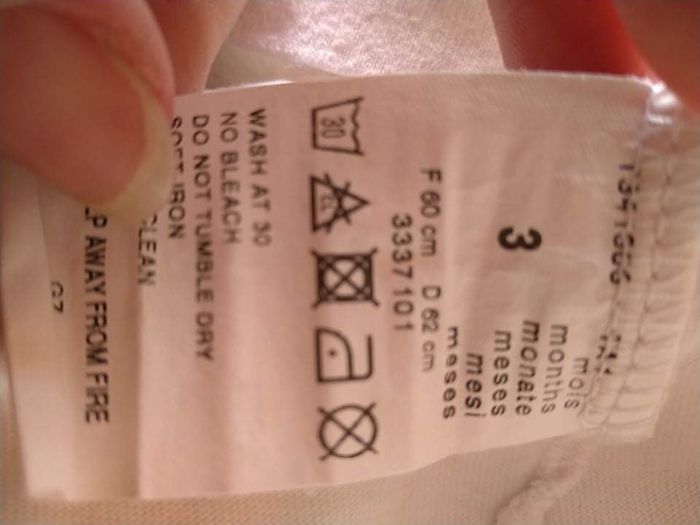 mois
months
3 monate
meses
mesi
meses
F 60 cm D 62 cm
3337101
30
CL
WASH AT 30
NO BLEACH
DO NOT TUMBLE DRY
SOFT IRON
CLEAN
AWAY FROM FIRE